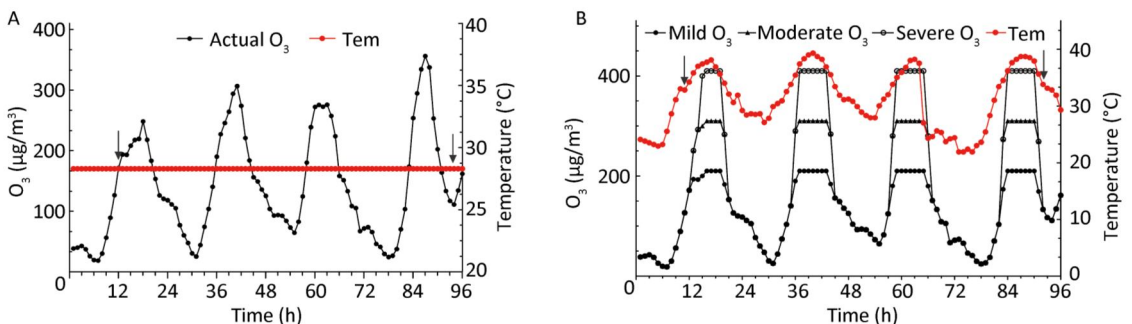 A
Actual O₃
Tem
400
300
200
100
0
O₃ (μg/m³)
40
35
30
25
20
Temperature (°C)
12
24
36
48
60
72
84
96
Time (h)
B
Mild O₃
Moderate O₃
Severe O₃
Tem
400
200
0
O₃ (μg/m³)
40
30
20
10
0
Temperature (°C)
12
24
36
48
60
72
84
96
Time (h)